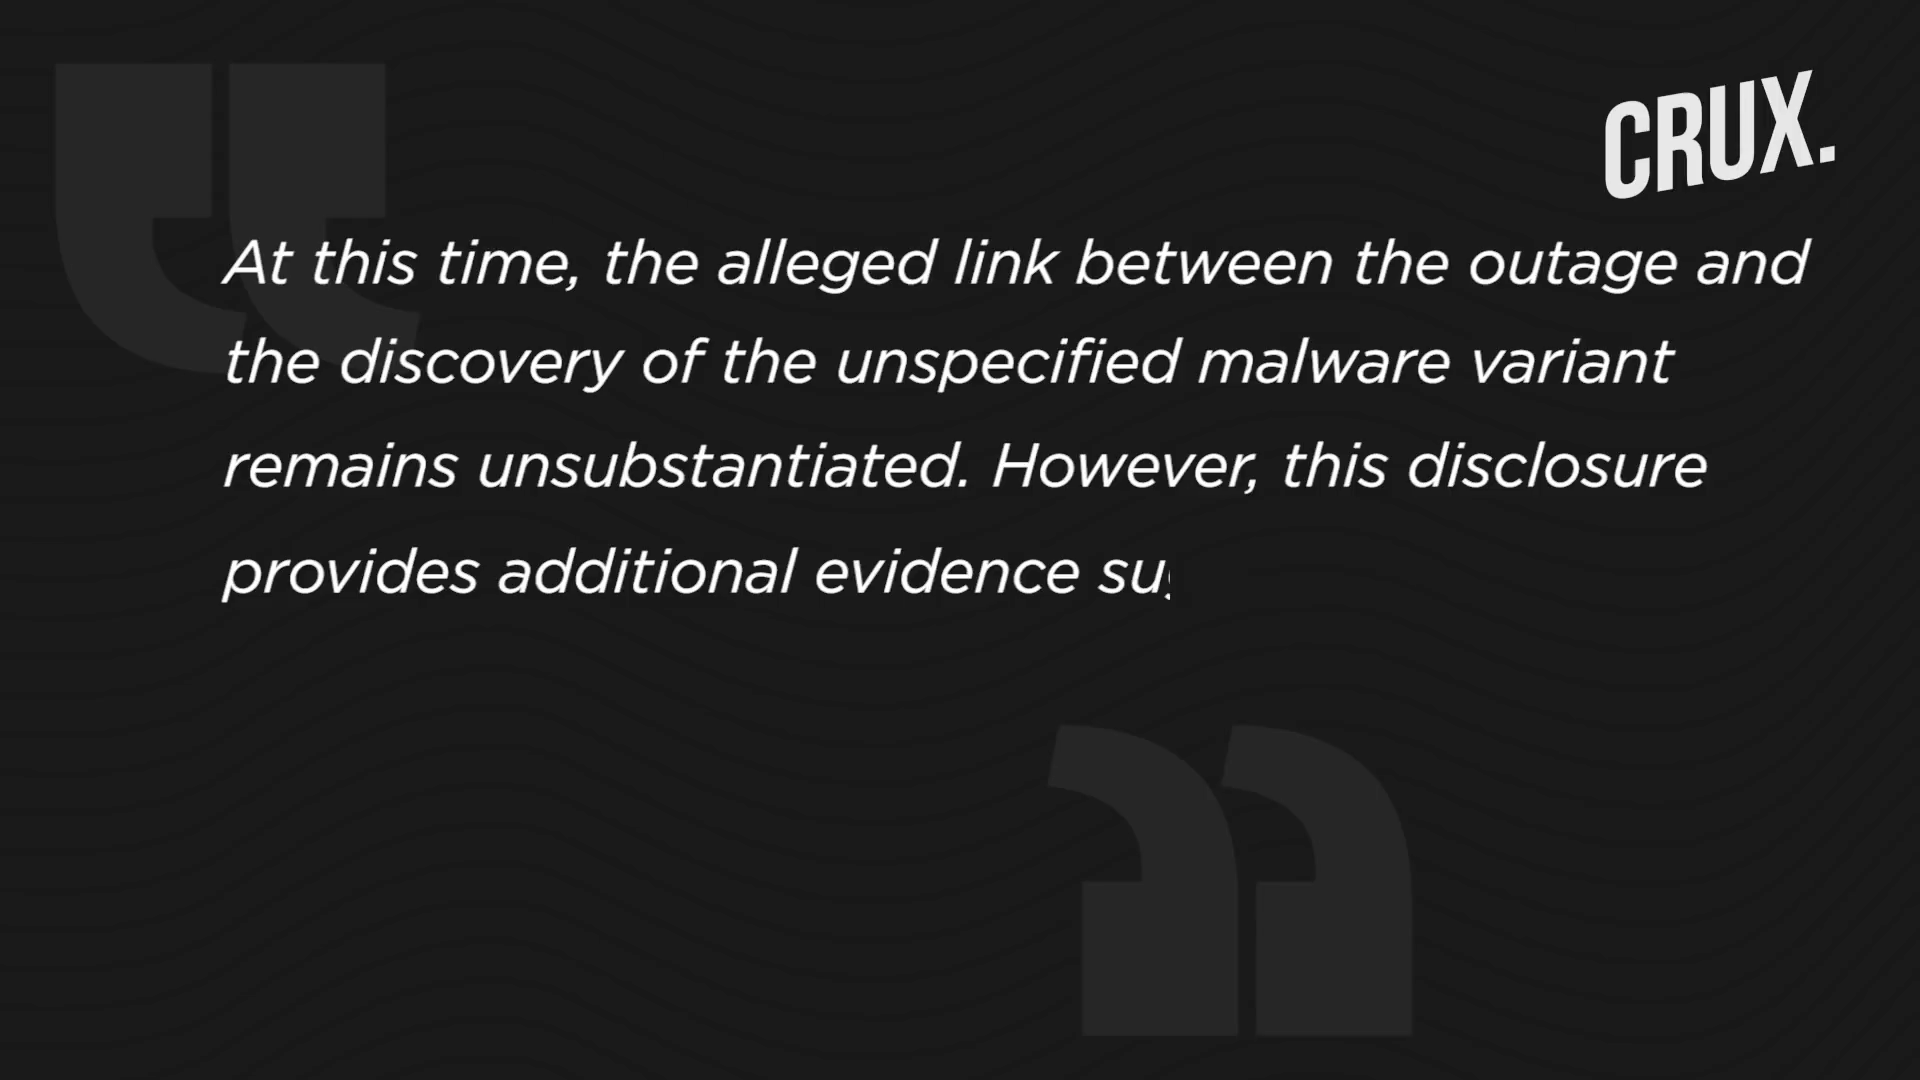 CRUX.
At this time, the alleged link between the outage and
the discovery of the unspecified malware variant
remains unsubstantiated. However, this disclosure
provides additional evidence